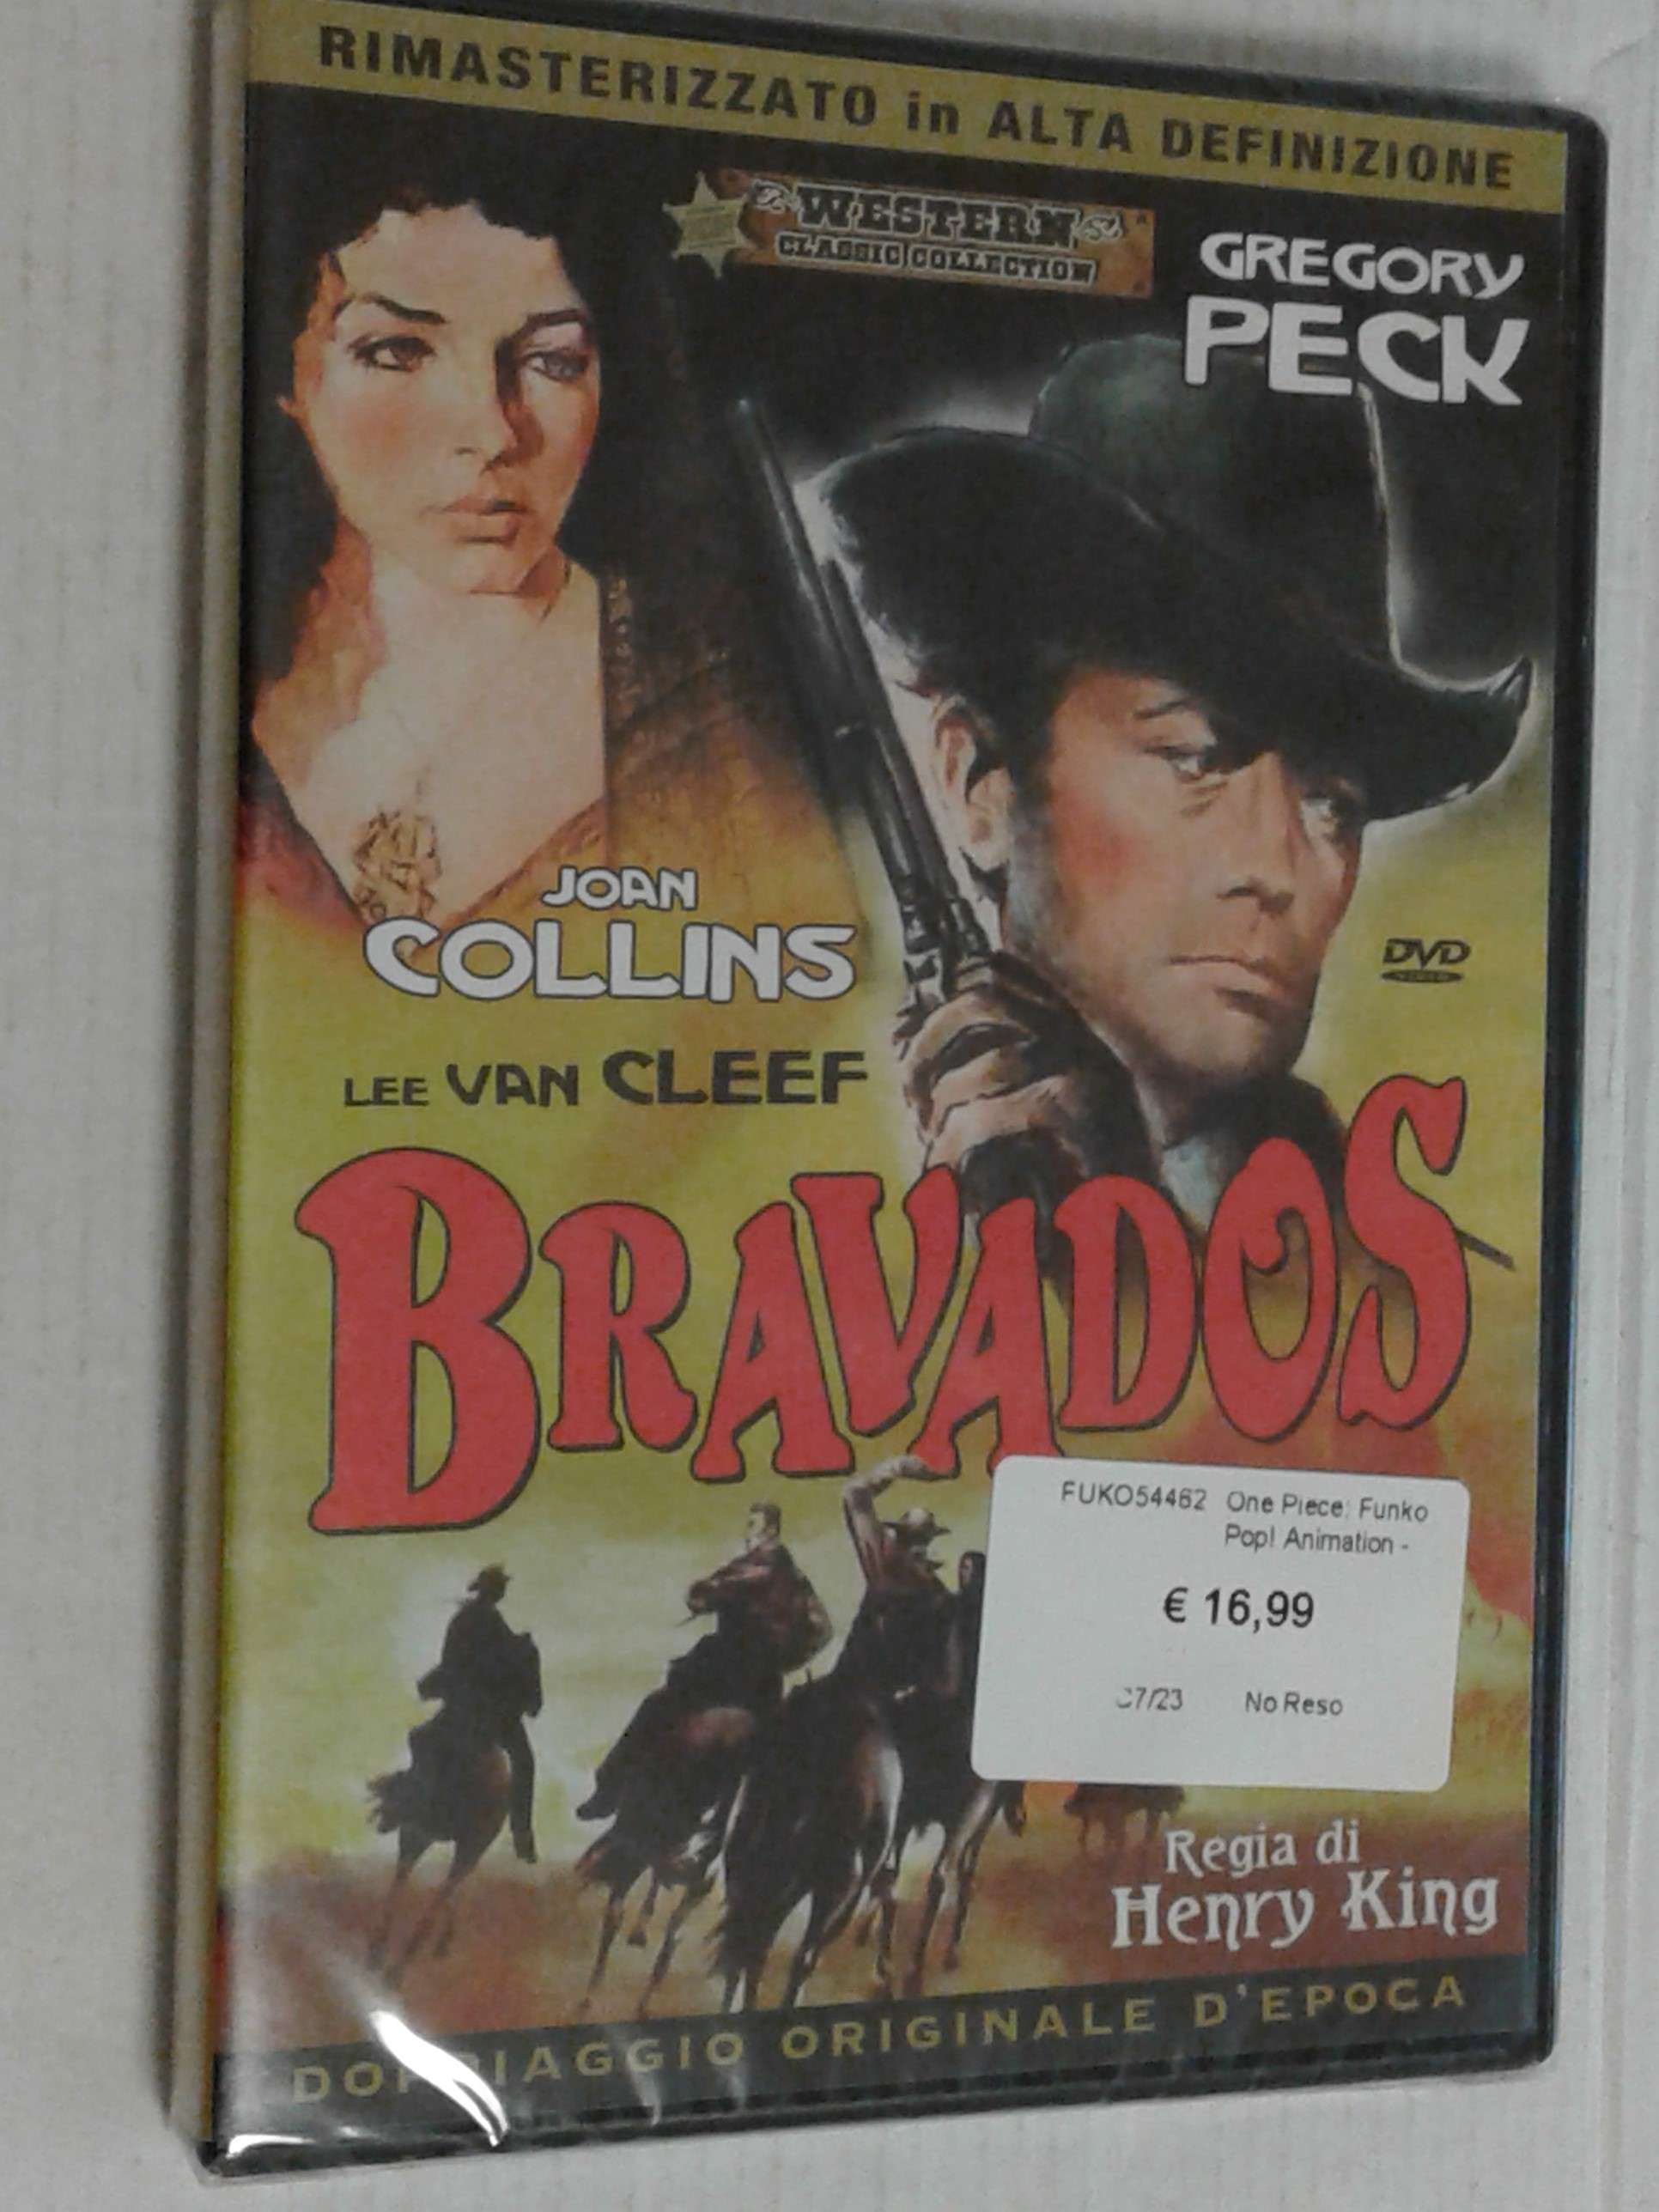 RIMASTERIZZATO in ALTA DEFINIZIONE
WESTERN
CLASSIC COLLECTION
GREGORY
PECK
JOAN
COLLINS
DVD
VIDEO
LEE VAN CLEEF
BRAVADOS
FUKO54462 One Piece: Funko
Pop! Animation -
€ 16,99
No Reso
Regia di
Henry King
DOPPIAGGIO ORIGINALE D'EPOCA